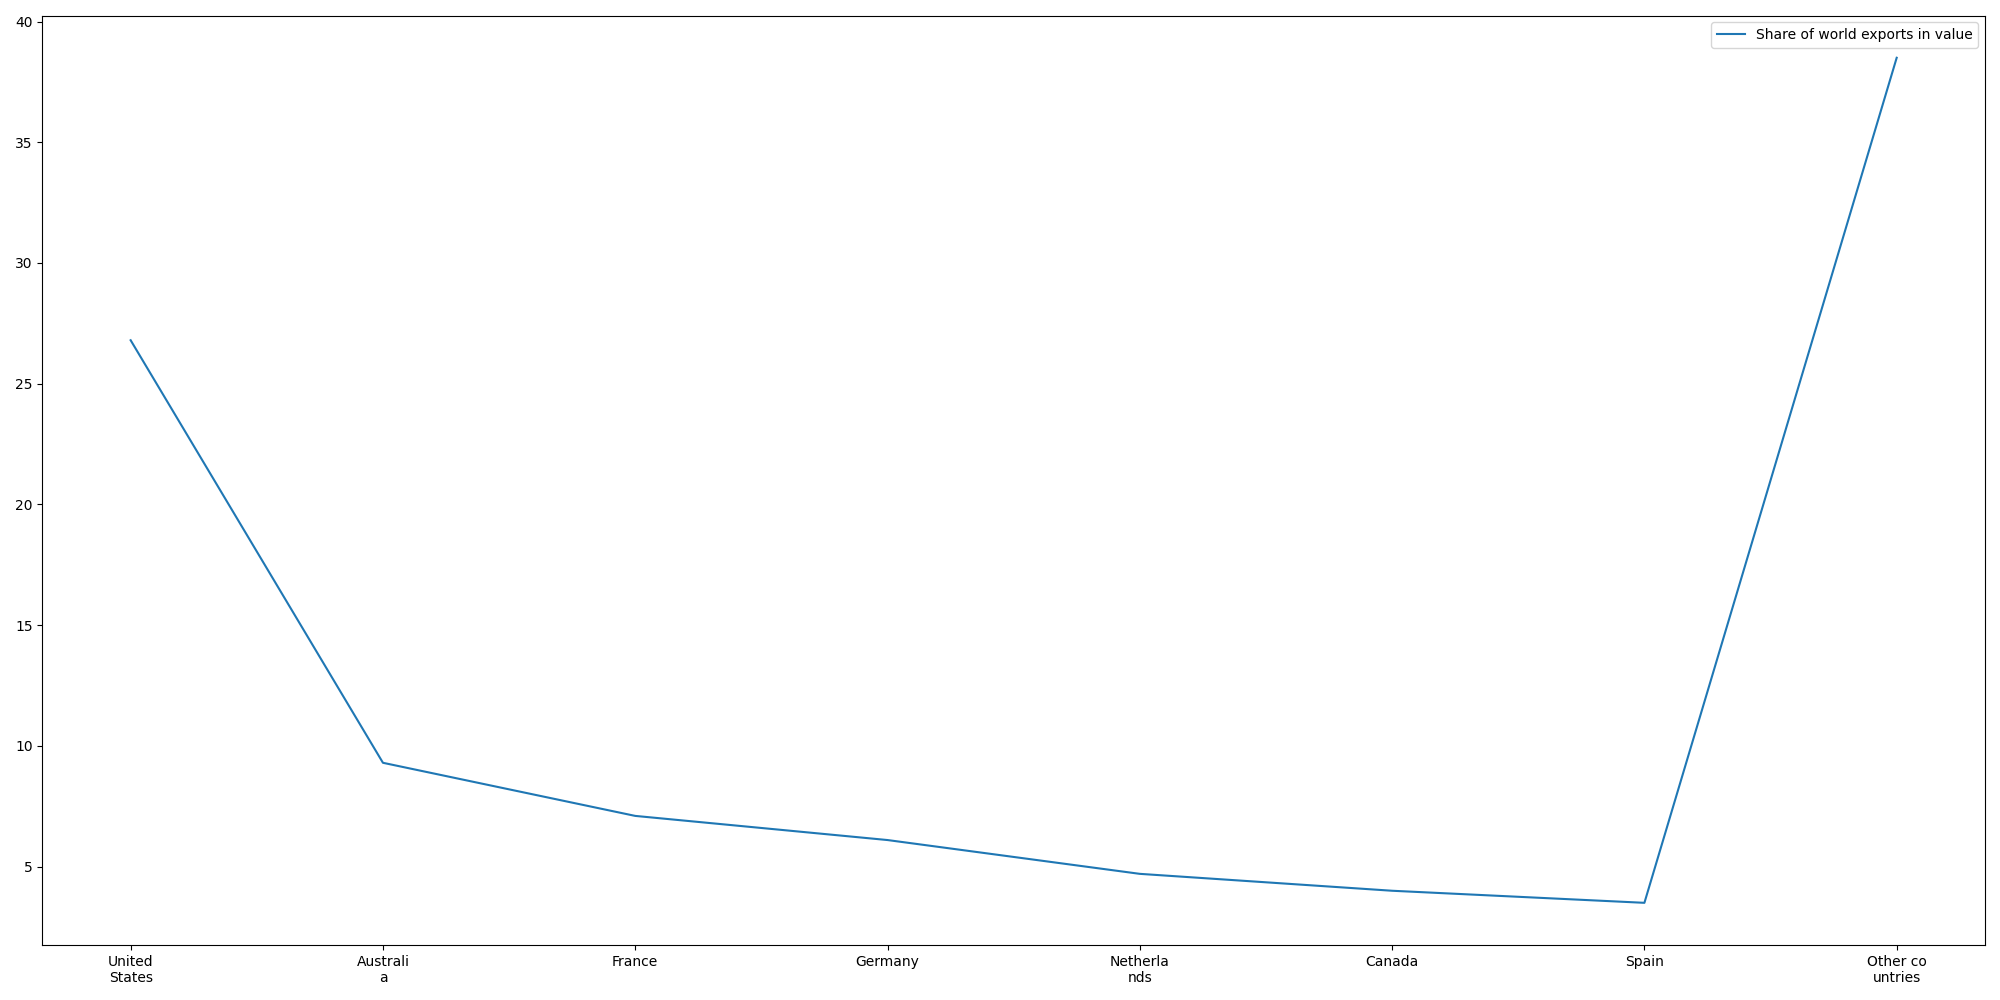 Share of world exports in value
40
35
30
25
20
15
10
5
United
States
Australi
a
France
Germany
Netherla
nds
Canada
Spain
Other co
untries